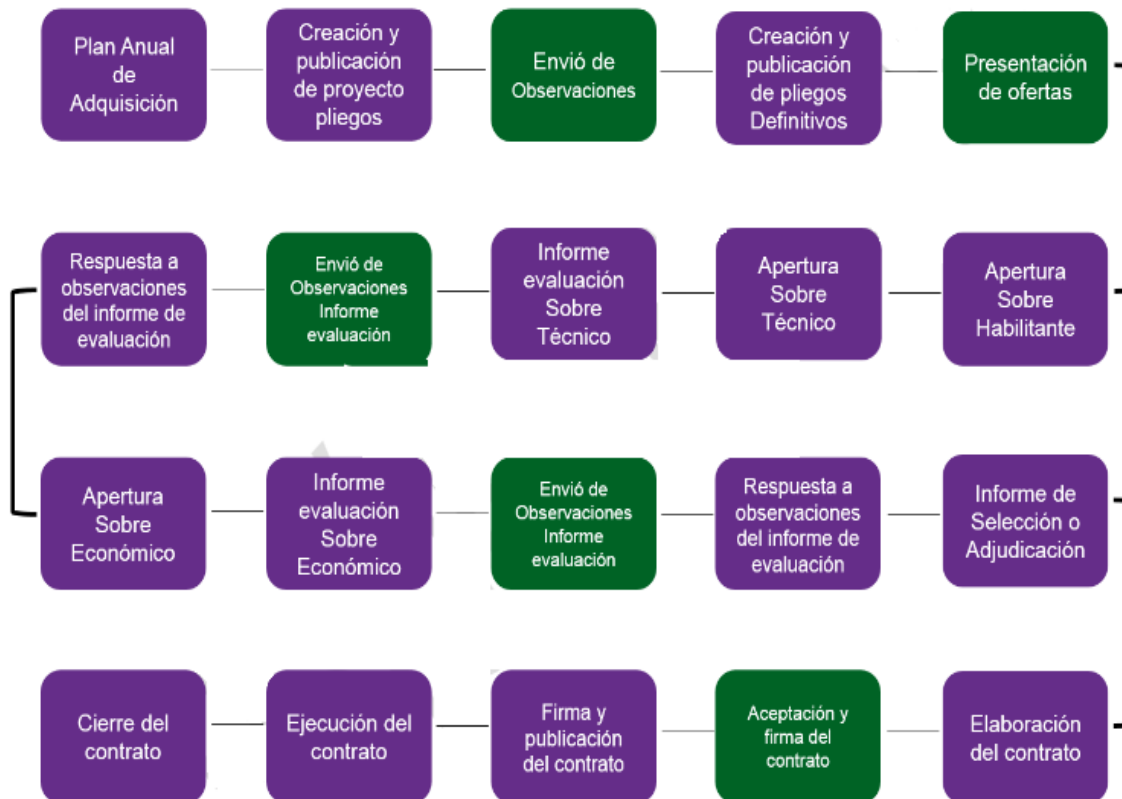 Plan Anual
de
Adquisición
Creación y
publicación
de proyecto
pliegos
Envió de
Observaciones
Creación y
publicación
de pliegos
Definitivos
Presentación
de ofertas
Respuesta a
observaciones
del informe de
evaluación
Envió de
Observaciones
Informe
evaluación
Informe
evaluación
Sobre
Técnico
Apertura
Sobre
Técnico
Apertura
Sobre
Habilitante
Apertura
Sobre
Económico
Informe
evaluación
Sobre
Económico
Envió de
Observaciones
Informe
evaluación
Respuesta a
observaciones
del informe de
evaluación
Informe de
Selección o
Adjudicación
Cierre del
contrato
Ejecución del
contrato
Firma y
publicación
del contrato
Aceptación y
firma del
contrato
Elaboración
del contrato